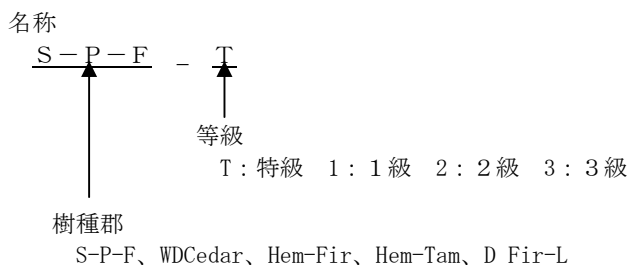 名称
S－P－F － T
等級
T：特級 1：１級 2：２級 3：３級
樹種郡
S-P-F、WDCedar、Hem-Fir、Hem-Tam、D Fir-L